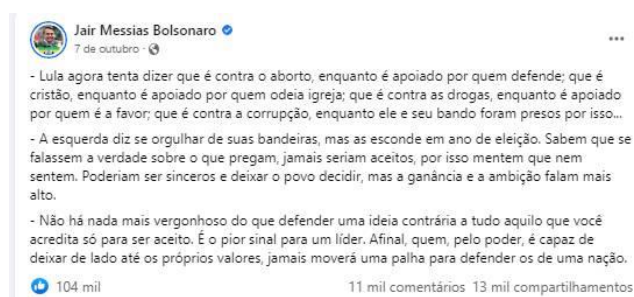 Jair Messias Bolsonaro
7 de outubro ·
- Lula agora tenta dizer que é contra o aborto, enquanto é apoiado por quem defende; que é
cristão, enquanto é apoiado por quem odeia igreja; que é contra as drogas, enquanto é apoiado
por quem é a favor; que é contra a corrupção, enquanto ele e seu bando foram presos por isso...
- A esquerda diz se orgulhar de suas bandeiras, mas as esconde em ano de eleição. Sabem que se
falassem a verdade sobre o que pregam, jamais seriam aceitos, por isso mentem que nem
sentem. Poderiam ser sinceros e deixar o povo decidir, mas a ganância e a ambição falam mais
alto.
- Não há nada mais vergonhoso do que defender uma ideia contrária a tudo aquilo que você
acredita só para ser aceito. É o pior sinal para um líder. Afinal, quem, pelo poder, é capaz de
deixar de lado até os próprios valores, jamais moverá uma palha para defender os de uma nação.
104 mil 11 mil comentários 13 mil compartilhamentos